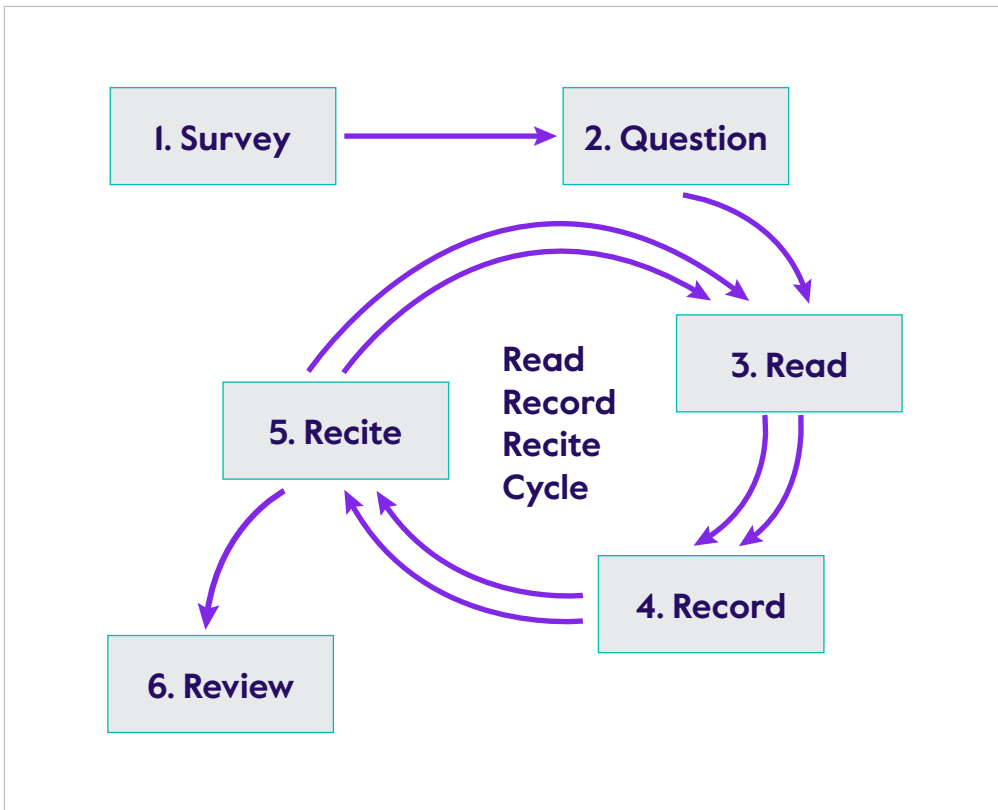 1. Survey
2. Question
3. Read
Read
Record
Recite
Cycle
4. Record
5. Recite
6. Review